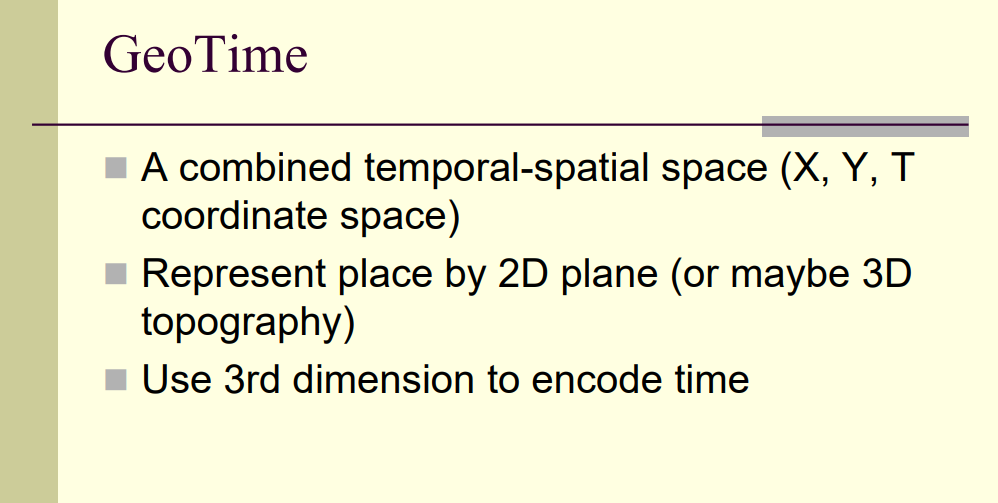 GeoTime
A combined temporal-spatial space (X, Y, T
coordinate space)
Represent place by 2D plane (or maybe 3D
topography)
Use 3rd dimension to encode time